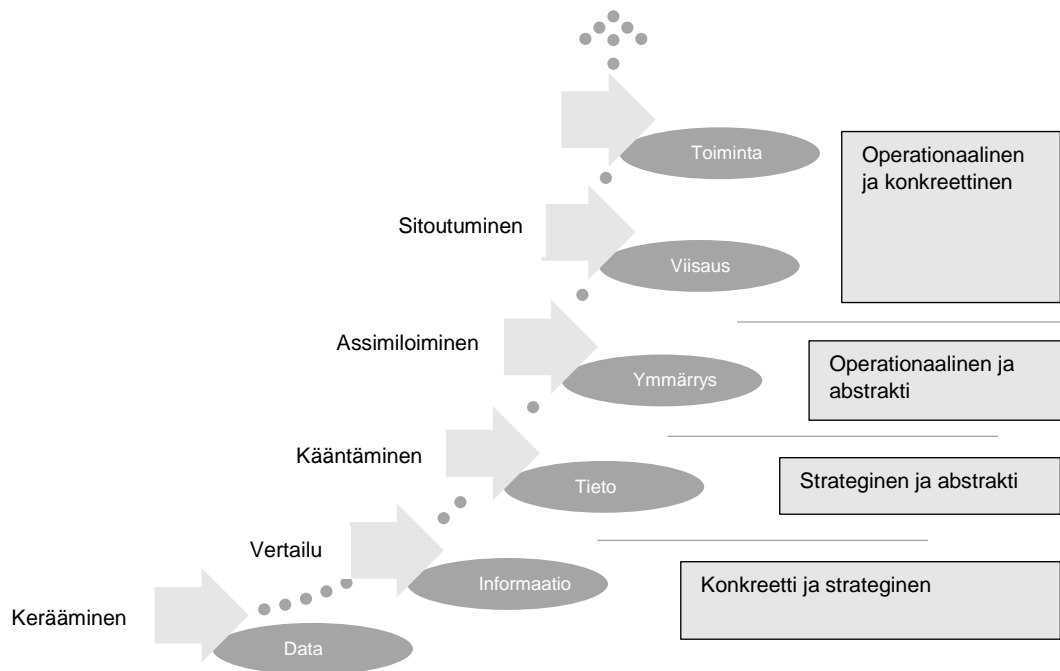 Toiminta
Operationaalinen
ja konkreettinen
Sitoutuminen
Viisaus
Assimiloiminen
Ymmärrys
Operationaalinen ja
abstrakti
Kääntäminen
Tieto
Strateginen ja abstrakti
Vertailu
Informaatio
Konkreetti ja strateginen
Kerääminen
Data